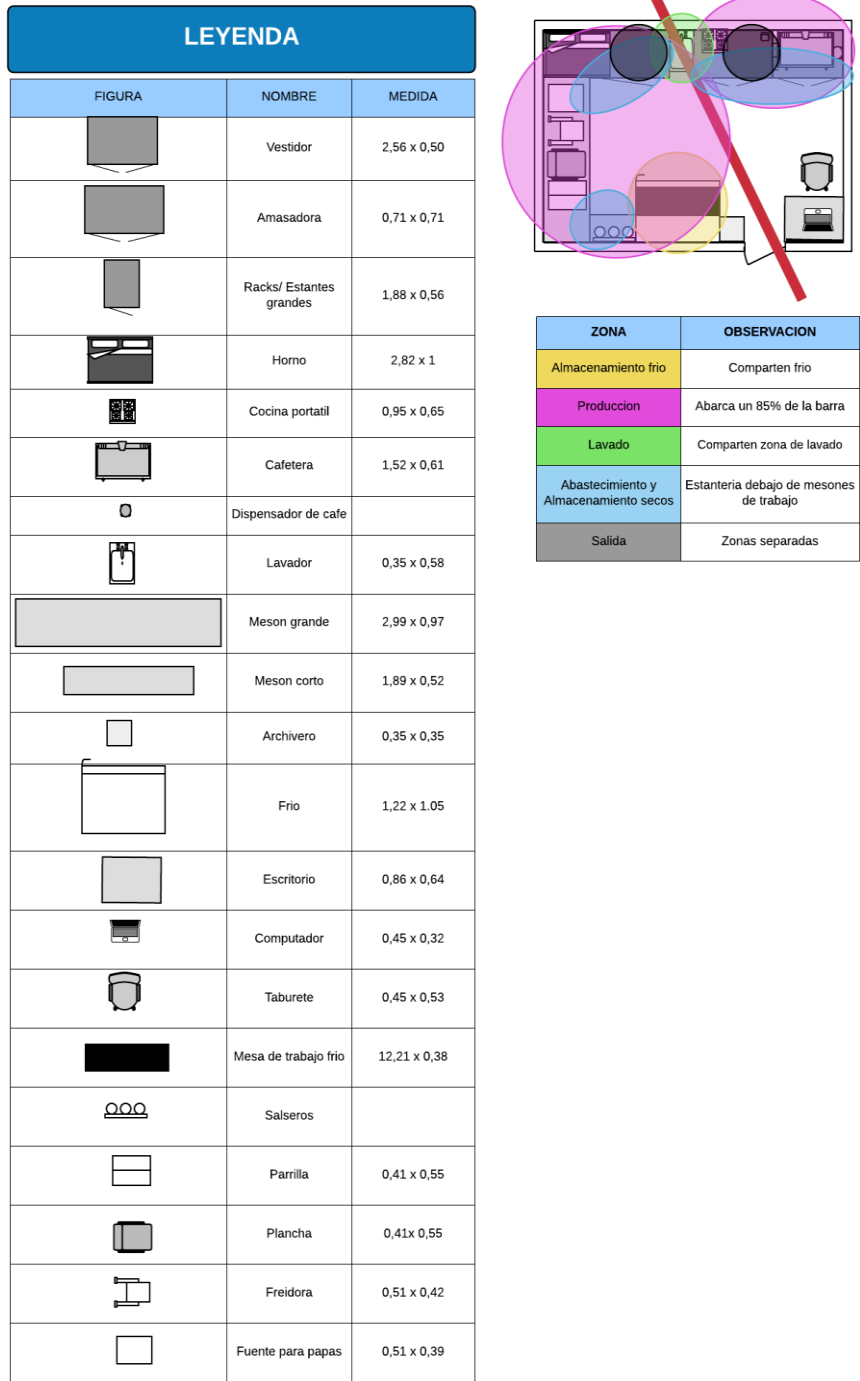 LEYENDA
FIGURA NOMBRE MEDIDA
Vestidor 2,56 x 0,50
Amasadora 0,71 x 0,71
Racks/ Estantes
grandes 1,88 x 0,56
Horno 2,82 x 1
Cocina portatil 0,95 x 0,65
Cafetera 1,52 x 0,61
Dispensador de cafe
Lavador 0,35 x 0,58
Meson grande 2,99 x 0,97
Meson corto 1,89 x 0,52
Archivero 0,35 x 0,35
Frio 1,22 x 1.05
Escritorio 0,86 x 0,64
Computador 0,45 x 0,32
Taburete 0,45 x 0,53
Mesa de trabajo frio 12,21 x 0,38
Salseros
Parrilla 0,41 x 0,55
Plancha 0,41x 0,55
Freidora 0,51 x 0,42
Fuente para papas 0,51 x 0,39
ZONA OBSERVACION
Almacenamiento frio Comparten frio
Produccion Abarca un 85% de la barra
Lavado Comparten zona de lavado
Abastecimiento y
Almacenamiento secos
Estanteria debajo de mesones
de trabajo
Salida Zonas separadas